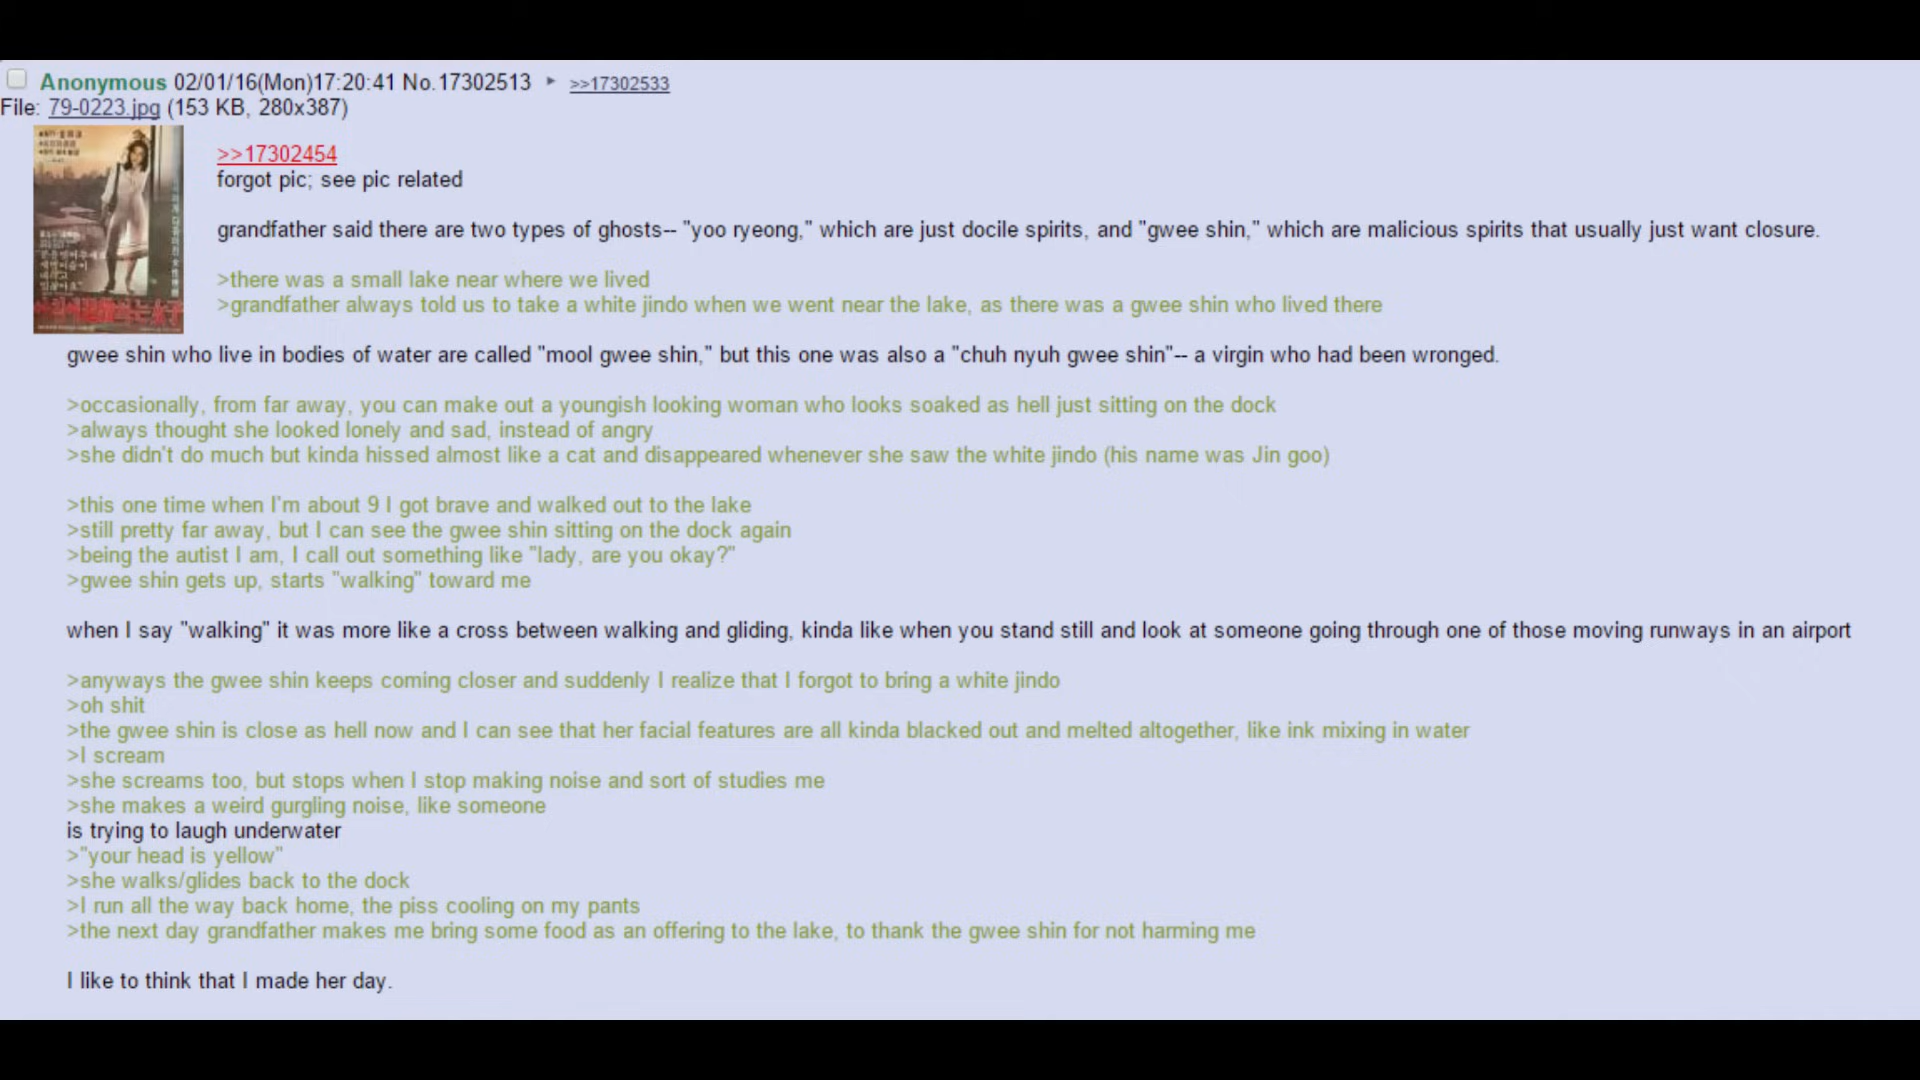 Anonymous 02/01/16(Mon)17:20:41 No.17302513 ▶ >>17302533
File: 79-0223.jpg (153 KB, 280x387)
>>17302454
forgot pic; see pic related
grandfather said there are two types of ghosts-- "yoo ryeong," which are just docile spirits, and "gwee shin," which are malicious spirits that usually just want closure.
>there was a small lake near where we lived
>grandfather always told us to take a white jindo when we went near the lake, as there was a gwee shin who lived there
gwee shin who live in bodies of water are called "mool gwee shin," but this one was also a "chuh nyuh gwee shin"-- a virgin who had been wronged.
>occasionally, from far away, you can make out a youngish looking woman who looks soaked as hell just sitting on the dock
>always thought she looked lonely and sad, instead of angry
>she didn't do much but kinda hissed almost like a cat and disappeared whenever she saw the white jindo (his name was Jin goo)
>this one time when I'm about 9 I got brave and walked out to the lake
>still pretty far away, but I can see the gwee shin sitting on the dock again
>being the autist I am, I call out something like "lady, are you okay?"
>gwee shin gets up, starts "walking" toward me
when I say "walking" it was more like a cross between walking and gliding, kinda like when you stand still and look at someone going through one of those moving runways in an airport
>anyways the gwee shin keeps coming closer and suddenly I realize that I forgot to bring a white jindo
>oh shit
>the gwee shin is close as hell now and I can see that her facial features are all kinda blacked out and melted altogether, like ink mixing in water
>I scream
>she screams too, but stops when I stop making noise and sort of studies me
>she makes a weird gurgling noise, like someone
is trying to laugh underwater
>"your head is yellow"
>she walks/glides back to the dock
>I run all the way back home, the piss cooling on my pants
>the next day grandfather makes me bring some food as an offering to the lake, to thank the gwee shin for not harming me
I like to think that I made her day.